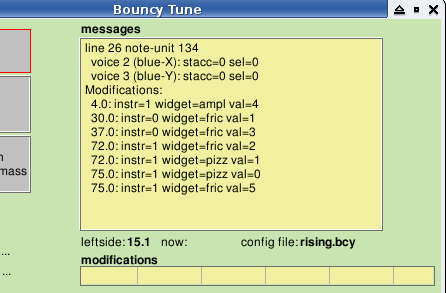 Bouncy Tune
messages
line 26 note-unit 134
voice 2 (blue-X): stacc=0 sel=0
voice 3 (blue-Y): stacc=0 sel=0
Modifications:
4.0: instr=1 widget=ampl val=4
30.0: instr=0 widget=fric val=1
37.0: instr=0 widget=fric val=3
72.0: instr=1 widget=fric val=2
72.0: instr=1 widget=pizz val=1
75.0: instr=1 widget=pizz val=0
75.0: instr=1 widget=fric val=5
mass
...
...
leftside: 15.1 now: config file: rising.bcy
modifications